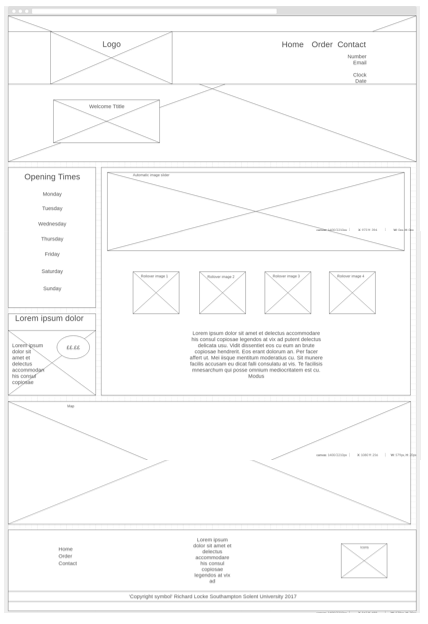 Logo
Home Order Contact
Number
Email
Clock
Date
Welcome Tittle
Opening Times
Monday
Tuesday
Wednesday
Thursday
Friday
Saturday
Sunday
Automatic image slider
Rollover image 1
Rollover image 2
Rollover image 3
Rollover image 4
Lorem ipsum dolor
Lorem ipsum
dolor sit
amet et
delectus
accommodare
his consul
copiosae
££.££
Lorem ipsum dolor sit amet et delectus accommodare
his consul copiosae legendos at vix ad putent delectus
delicata usu. Vidit dissentiet eos cu eum an brute
copiosae hendrerit. Eos erant dolorum an. Per facer
affert ut. Mei iisque mentitum moderatius cu. Sit munere
facilis accusam eu dicat falli consulatu at vis. Te facilisis
mnesarchum qui posse omnium mediocritatem est cu.
Modus
Map
Home
Order
Contact
Lorem ipsum
dolor sit amet et
delectus
accommodare
his consul
copiosae
legendos at vix
ad
'Copyright symbol' Richard Locke Southampton Solent University 2017